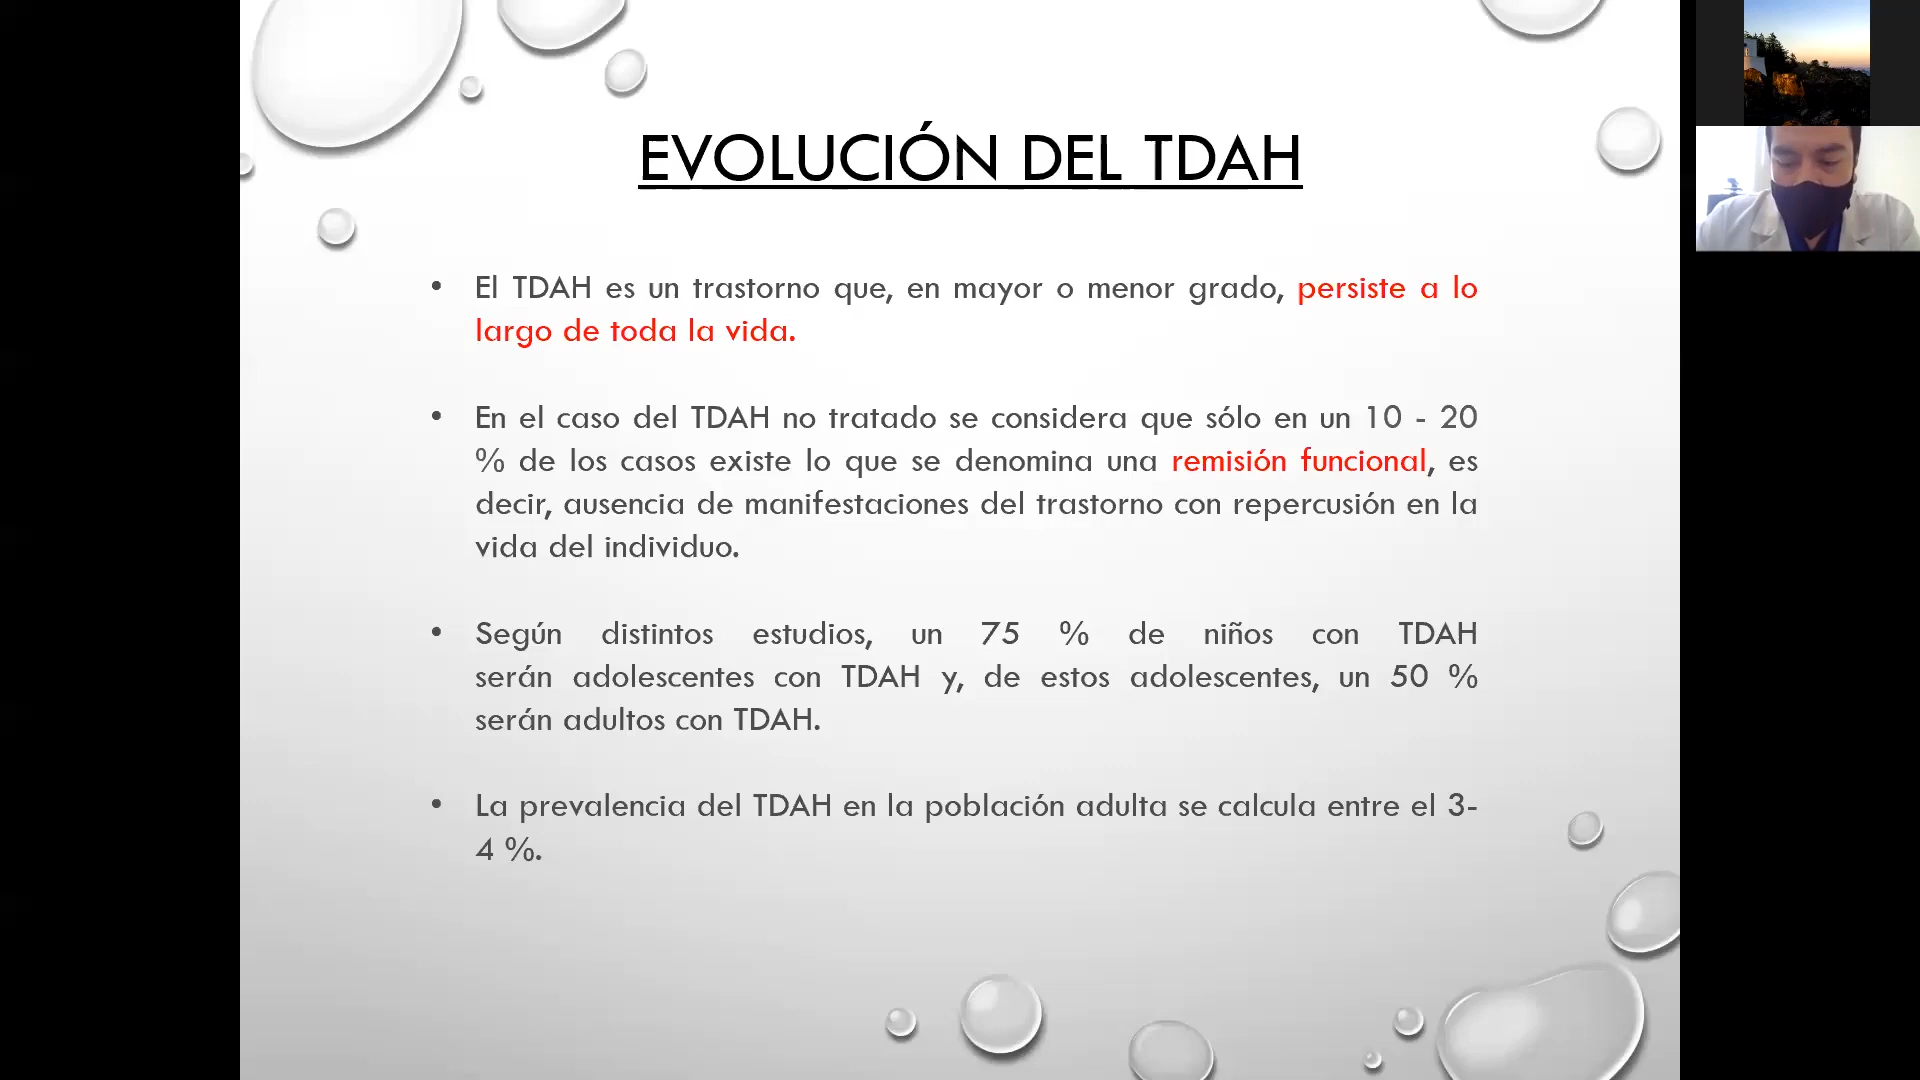 EVOLUCIÓN DEL TDAH
• El TDAH es un trastorno que, en mayor o menor grado, persiste a lo
largo de toda la vida.
• En el caso del TDAH no tratado se considera que sólo en un 10 - 20
% de los casos existe lo que se denomina una remisión funcional, es
decir, ausencia de manifestaciones del trastorno con repercusión en la
vida del individuo.
• Según distintos estudios, un 75 % de niños con TDAH
serán adolescentes con TDAH y, de estos adolescentes, un 50 %
serán adultos con TDAH.
• La prevalencia del TDAH en la población adulta se calcula entre el 3-
4 %.